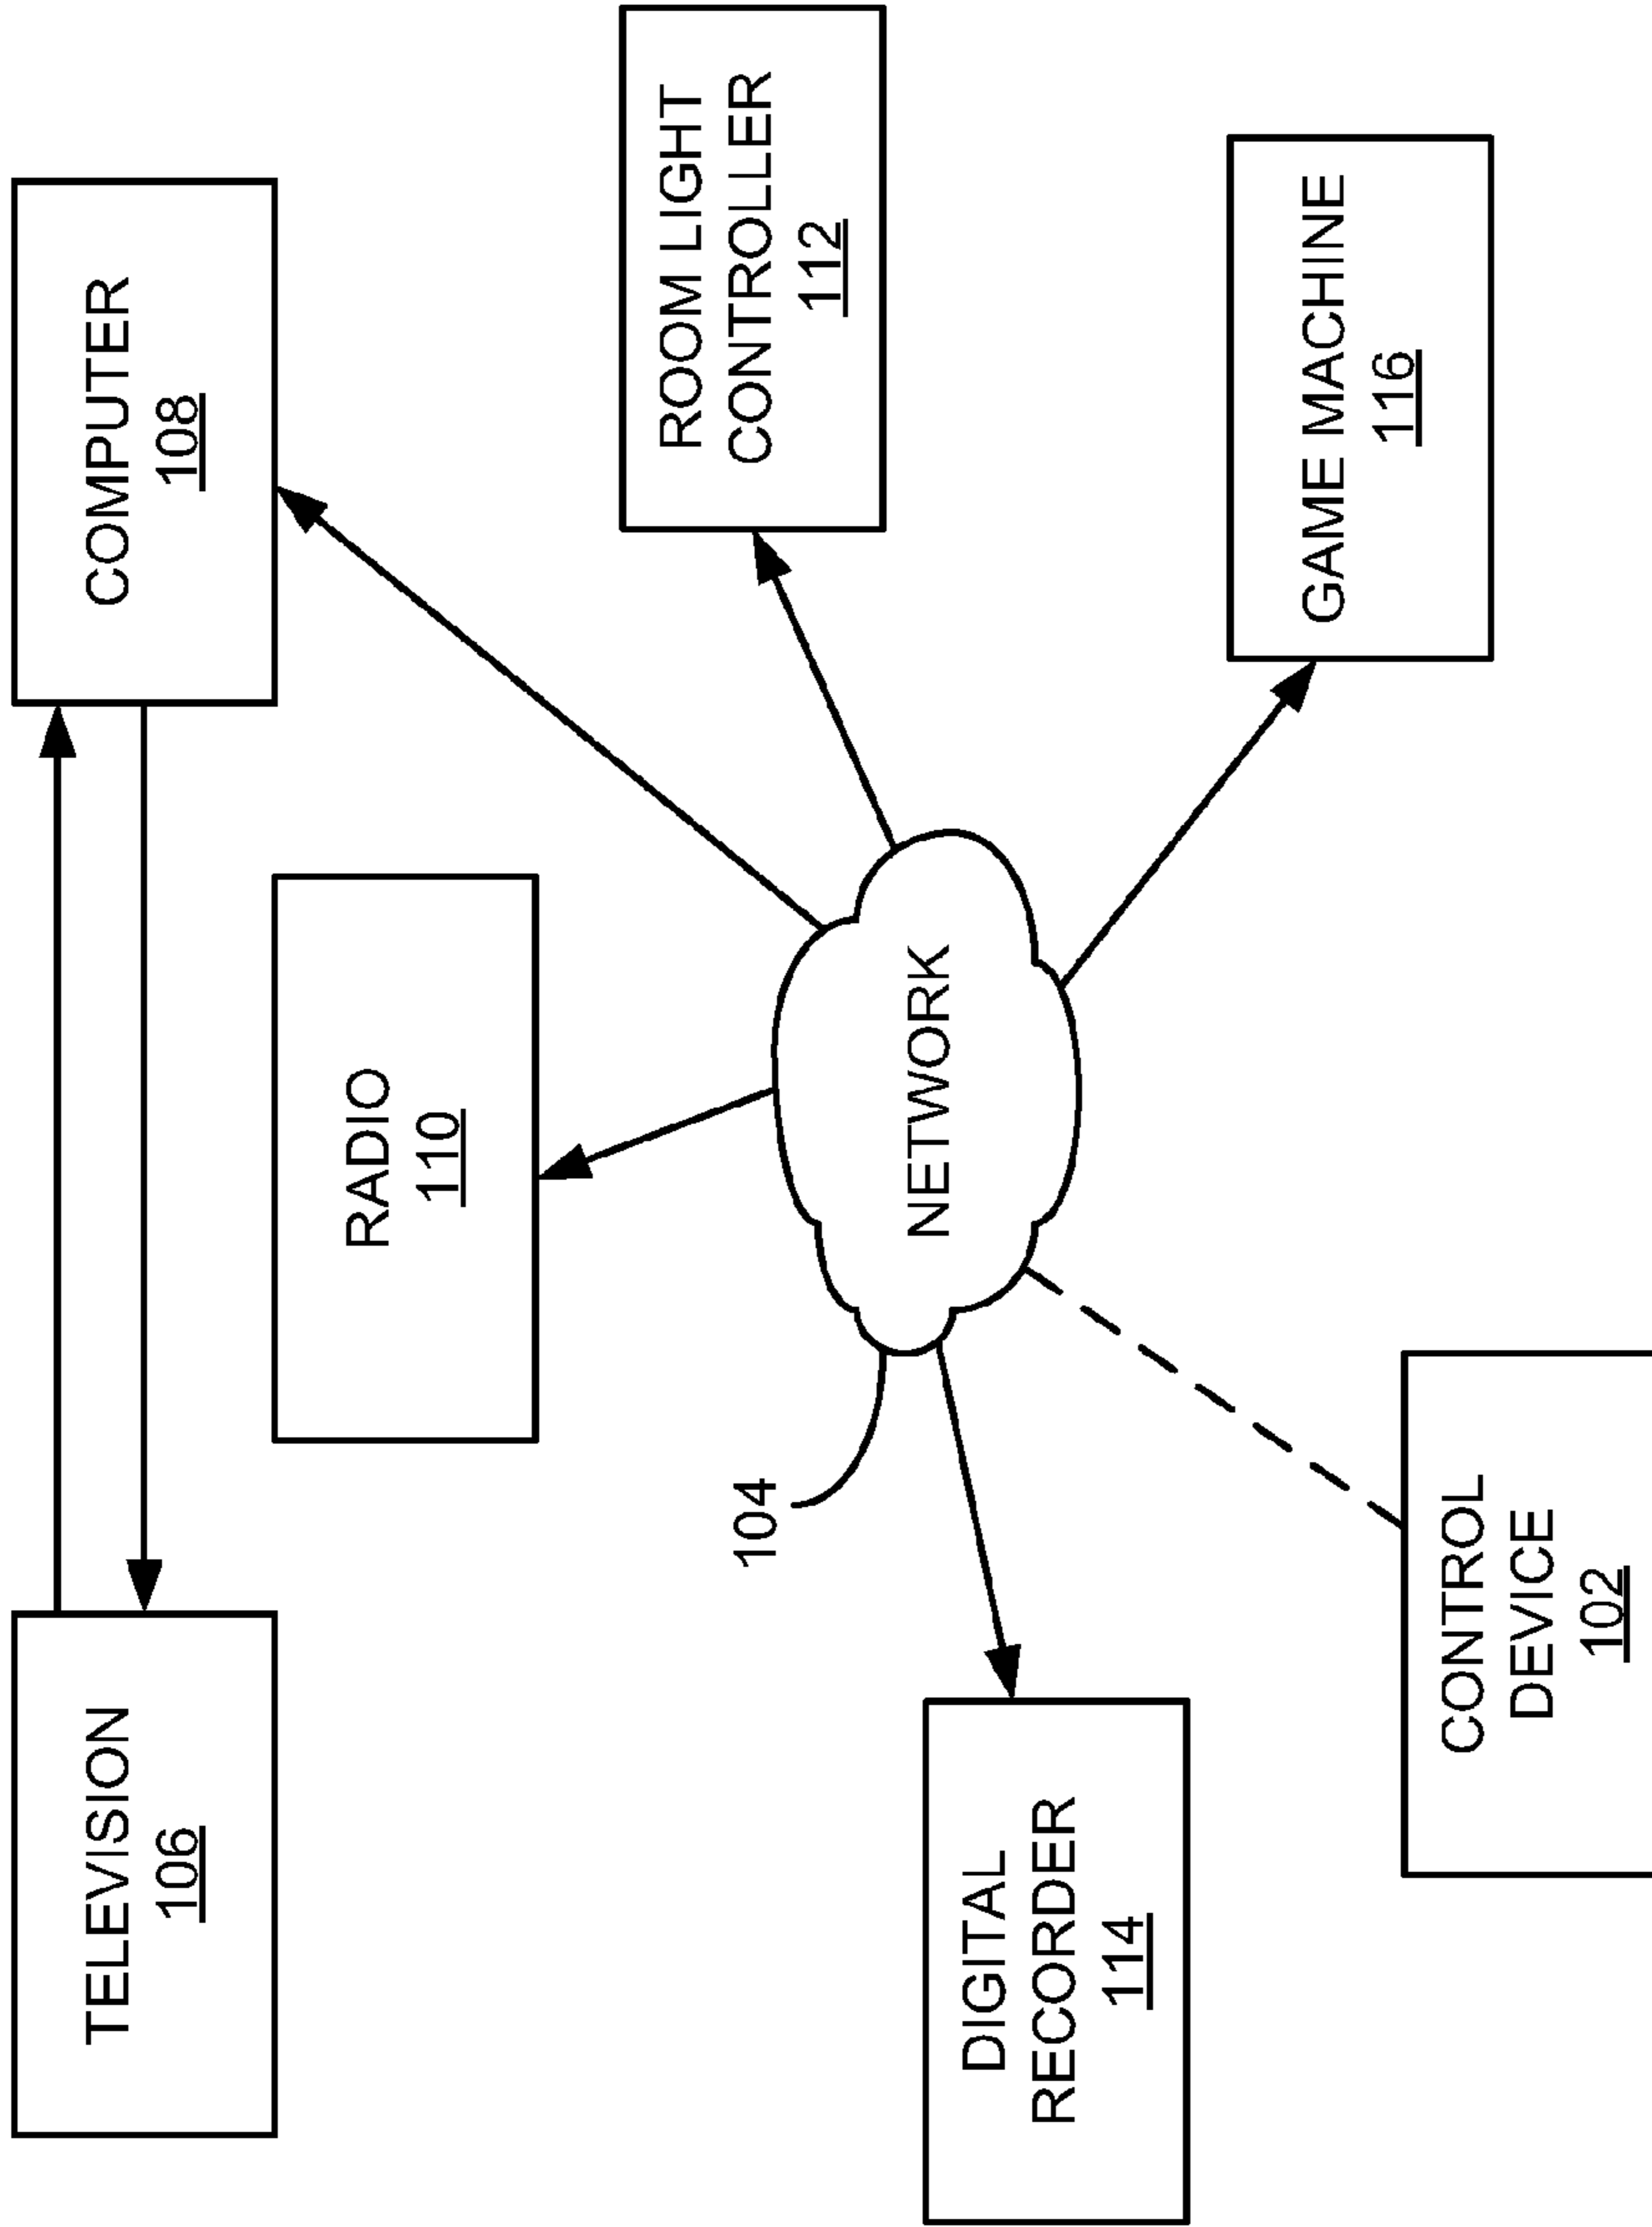 TELEVISION
106
COMPUTER
108
RADIO
110
ROOM LIGHT
CONTROLLER
112
104
NETWORK
DIGITAL
RECORDER
114
GAME MACHINE
116
CONTROL
DEVICE
102